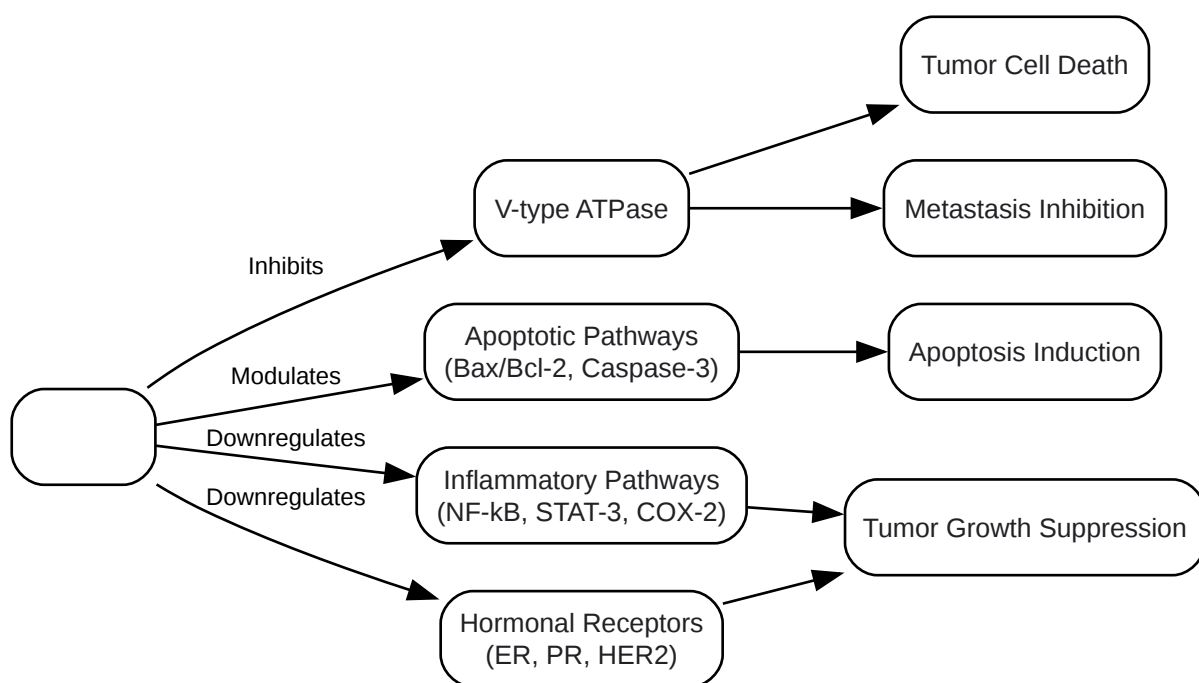 Tumor Cell Death
V-type ATPase
Metastasis Inhibition
Inhibits
Apoptotic Pathways
(Bax/Bcl-2, Caspase-3)
Apoptosis Induction
Modulates
Downregulates
Inflammatory Pathways
(NF-kB, STAT-3, COX-2)
Downregulates
Tumor Growth Suppression
Hormonal Receptors
(ER, PR, HER2)